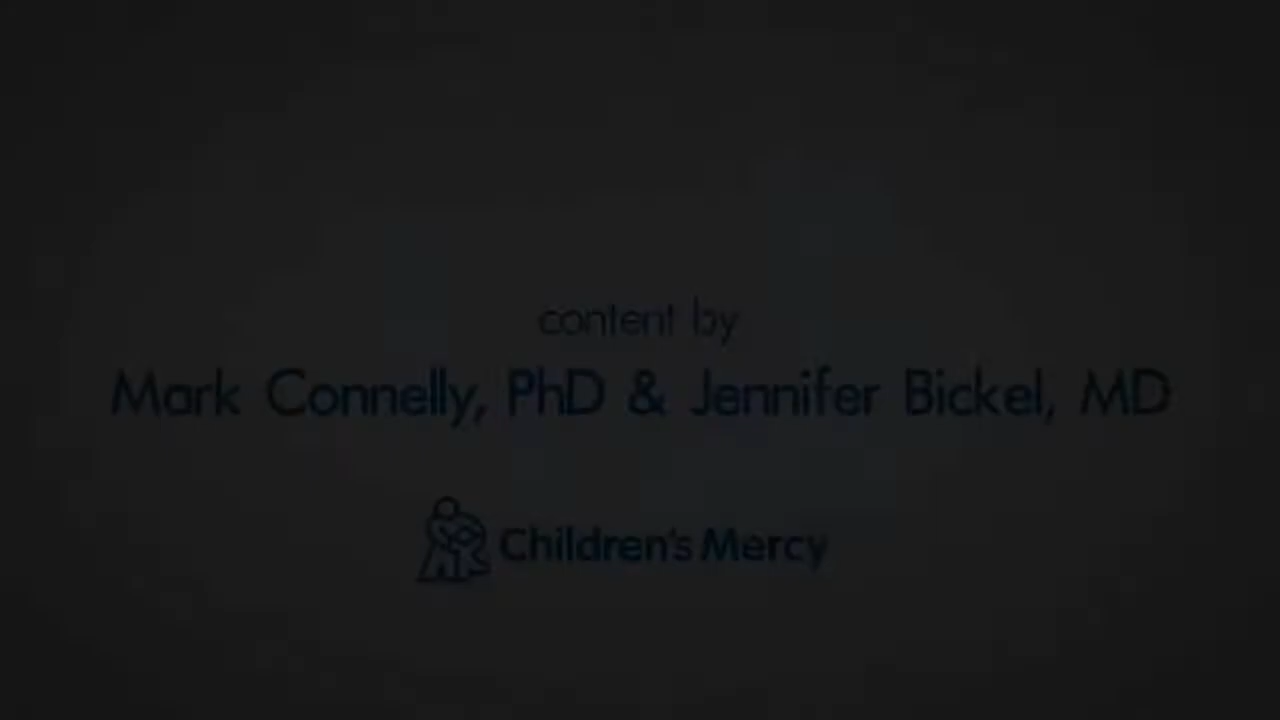 content by
Mark Connelly, PhD & Jennifer Bickel, MD
Children's Mercy